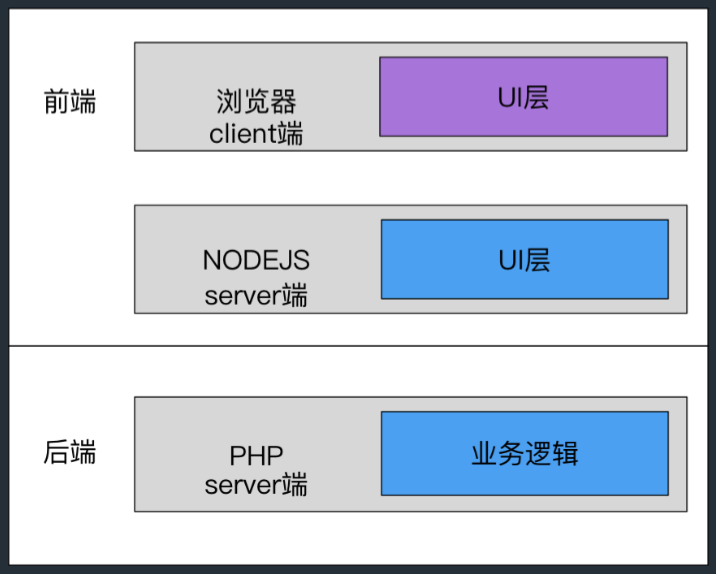 前端
浏览器
client端
UI层
NODEJS
server端
UI层
后端
PHP
server端
业务逻辑